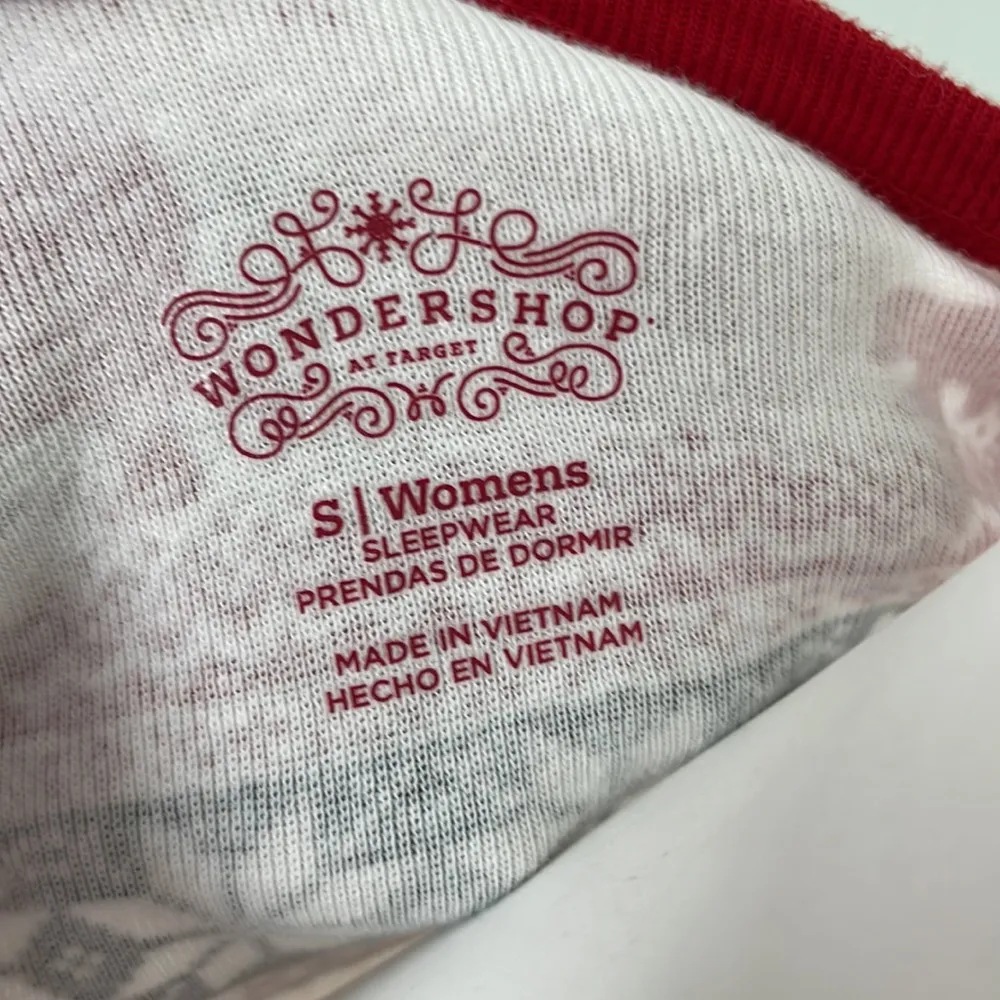 WONDERSHOP
AT TARGET
S | Womens
SLEEPWEAR
PRENDAS DE DORMIR
MADE IN VIETNAM
HECHO EN VIETNAM